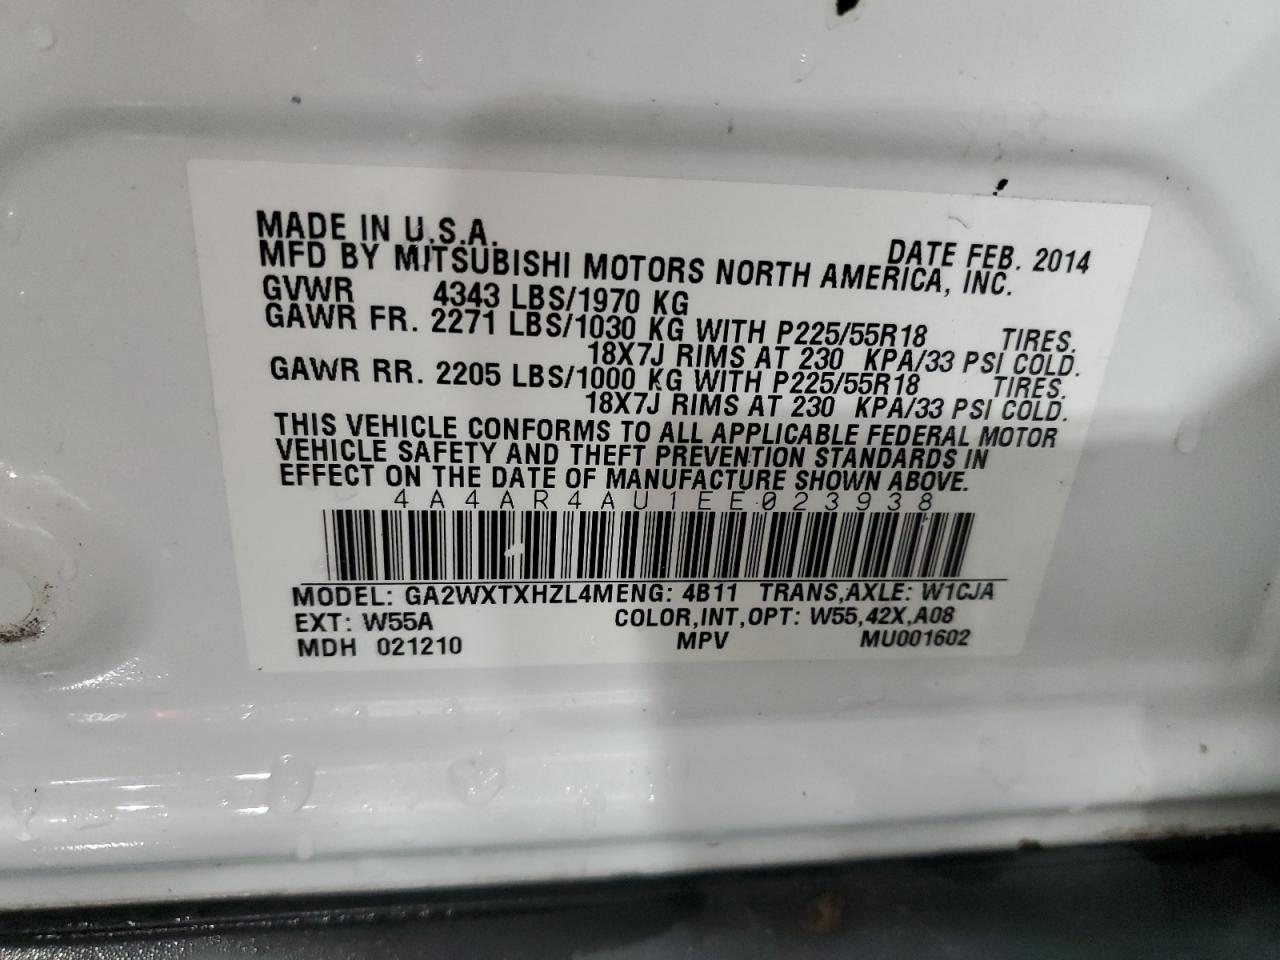 MADE IN U.S.A. DATE FEB. 2014
MFD BY MITSUBISHI MOTORS NORTH AMERICA, INC.
GVWR 4343 LBS/1970 KG
GAWR FR. 2271 LBS/1030 KG WITH P225/55R18 TIRES.
18X7J RIMS AT 230 KPA/33 PSI COLD.
GAWR RR. 2205 LBS/1000 KG WITH P225/55R18 TIRES.
18X7J RIMS AT 230 KPA/33 PSI COLD.
THIS VEHICLE CONFORMS TO ALL APPLICABLE FEDERAL MOTOR
VEHICLE SAFETY AND THEFT PREVENTION STANDARDS IN
EFFECT ON THE DATE OF MANUFACTURE SHOWN ABOVE.
4A4AR4AU1EE023938
MODEL: GA2WXTXHZL4M ENG: 4B11 TRANS,AXLE: W1CJA
EXT: W55A COLOR,INT,OPT: W55,42X,A08
MDH 021210 MPV MU001602